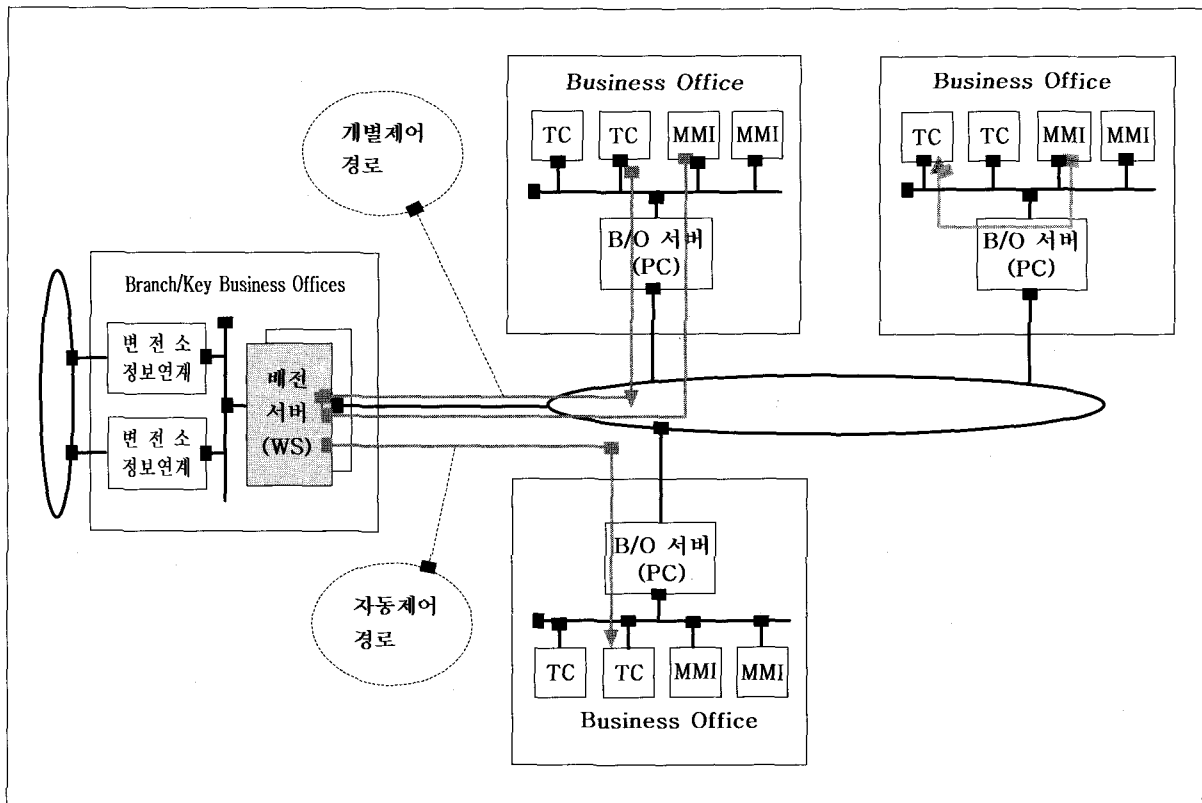 Business Office
TC
TC
MMI
MMI
B/O 서버
(PC)
Business Office
TC
TC
MMI
MMI
B/O 서버
(PC)
개별제어
경로
Branch/Key Business Offices
변 전 소
정보연계
변 전 소
정보연계
배전
서버
(WS)
자동제어
경로
B/O 서버
(PC)
TC
TC
MMI
MMI
Business Office